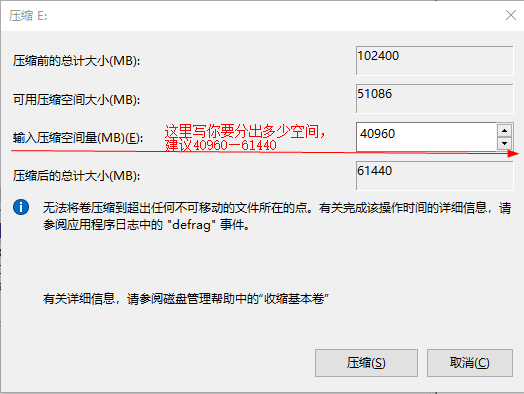 压缩 E:
压缩前的总计大小(MB):
102400
可用压缩空间大小(MB):
51086
输入压缩空间量(MB)(E):
这里写你要分出多少空间，
建议40960—61440
40960
压缩后的总计大小(MB):
61440
无法将卷压缩到超出任何不可移动的文件所在的点。有关完成该操作时间的详细信息，请
参阅应用程序日志中的 "defrag" 事件。
有关详细信息，请参阅磁盘管理帮助中的“收缩基本卷”
压缩(S)
取消(C)